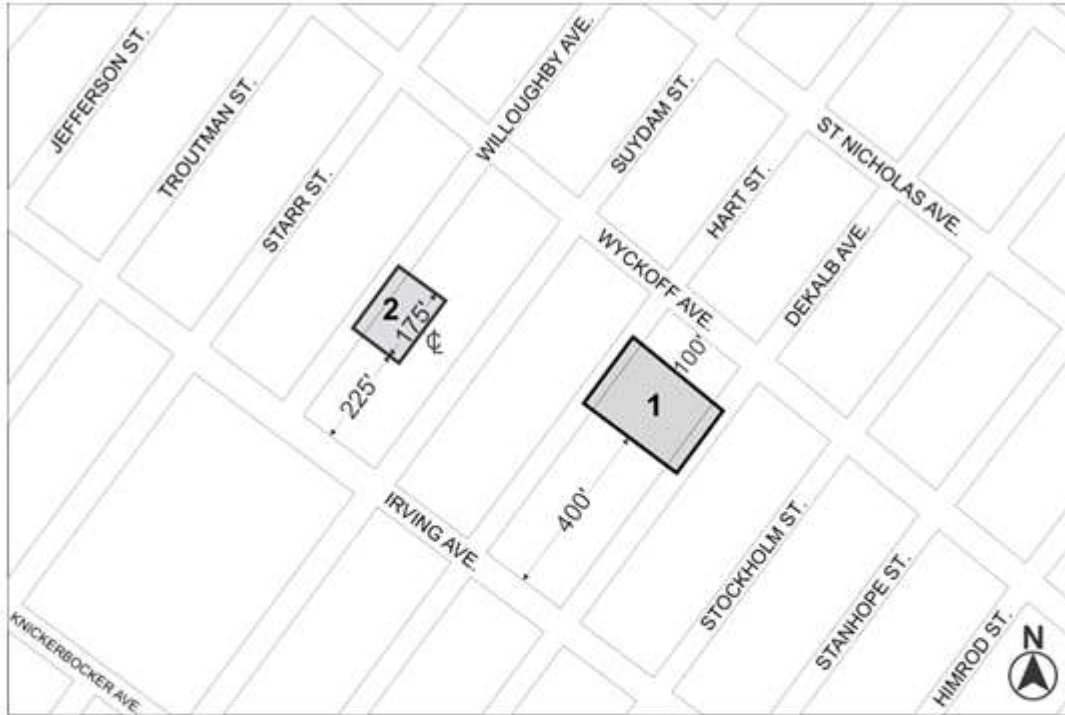 JEFFERSON ST.
TROUTMAN ST.
STARR ST.
WILLOUGHBY AVE.
SUYDAM ST.
HART ST.
ST NICHOLAS AVE.
DEKALB AVE.
WYCKOFF AVE.
2
175'
℄
225'
100'
1
400'
IRVING AVE.
STOCKHOLM ST.
STANHOPE ST.
HIMROD ST.
KNICKERBOCKER AVE.
N